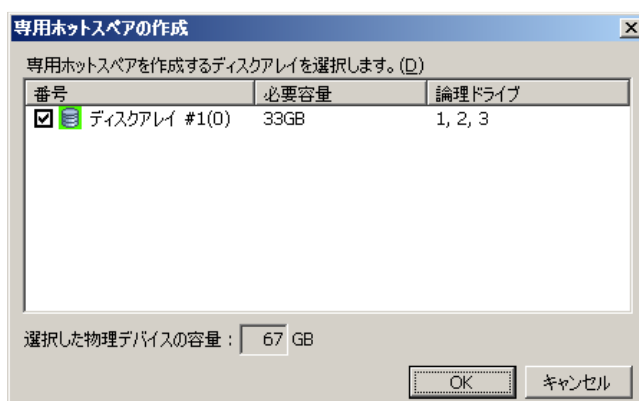 専用ホットスペアの作成
専用ホットスペアを作成するディスクアレイを選択します。(D)
番号 必要容量 論理ドライブ
ディスクアレイ #1(0) 33GB 1, 2, 3
選択した物理デバイスの容量： 67 GB
OK キャンセル